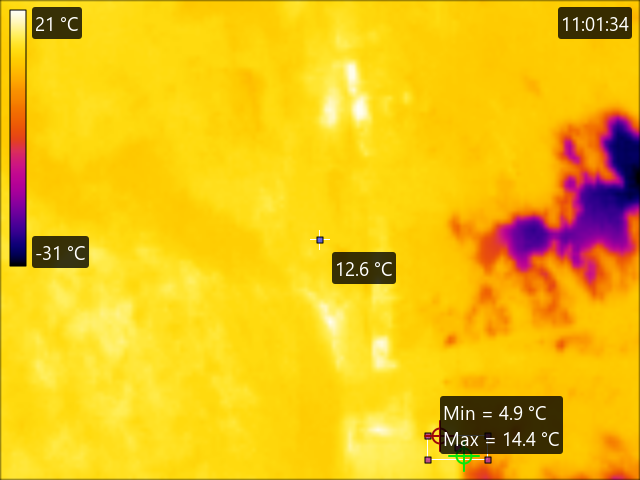 21 °C
11:01:34
-31 °C
12.6 °C
Min = 4.9 °C
Max = 14.4 °C